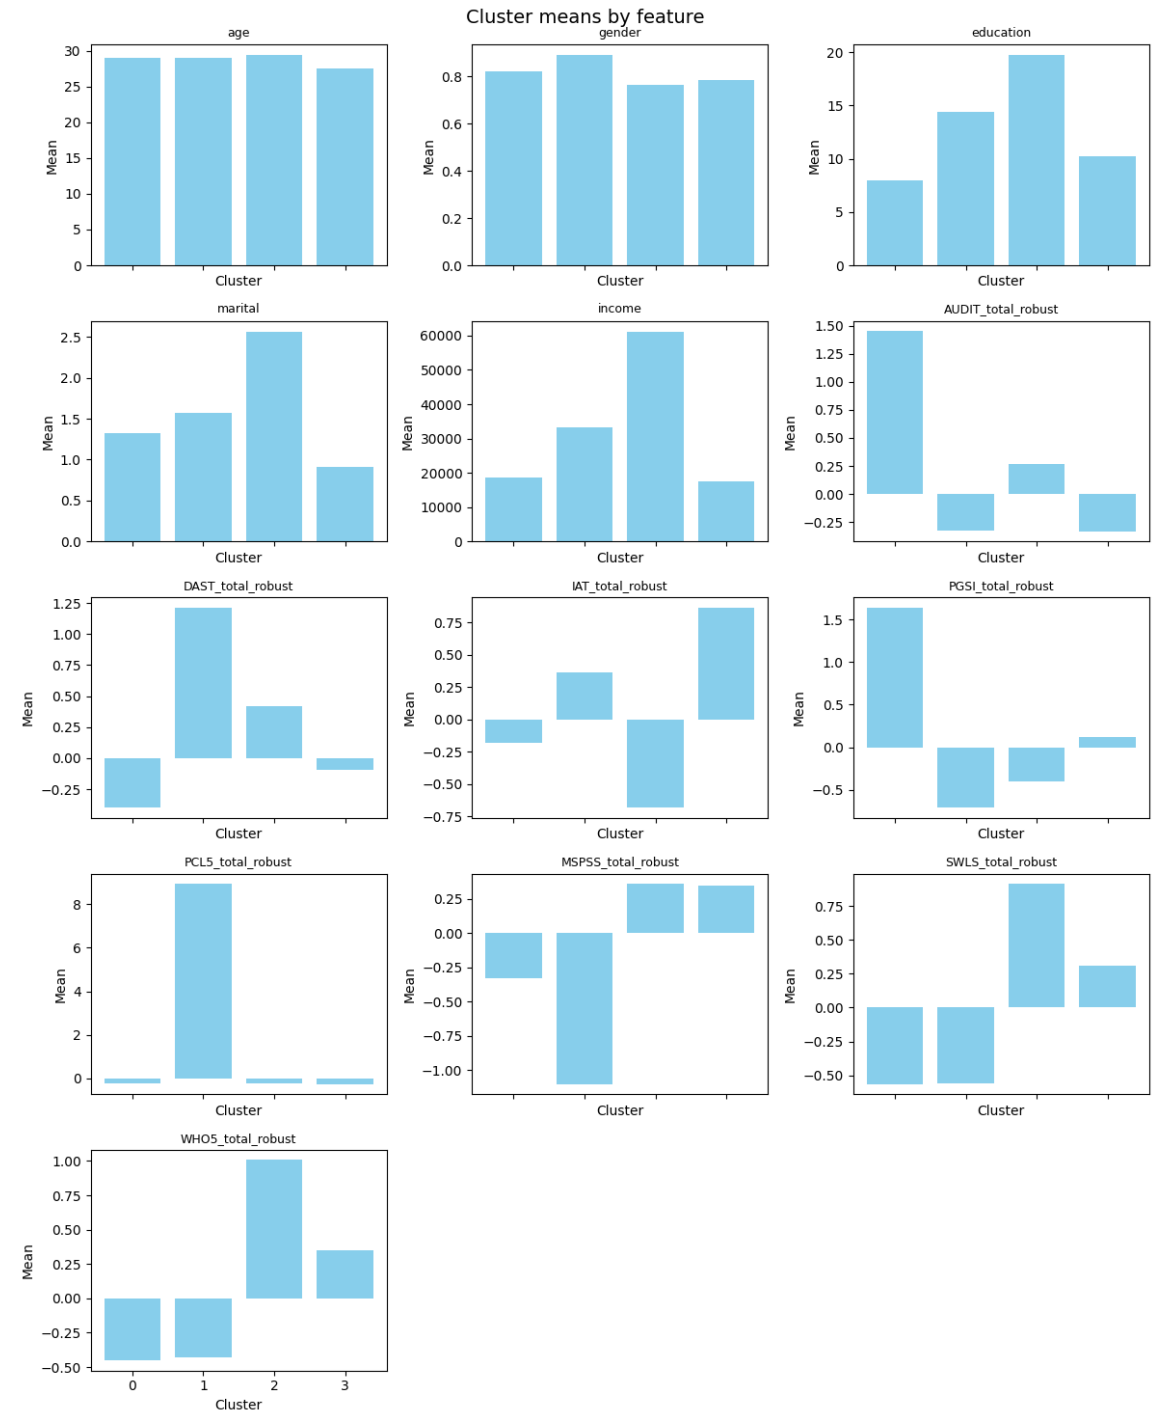 Cluster means by feature
age
30
25
20
15
10
5
0
Mean
Cluster
gender
0.8
0.6
0.4
0.2
0.0
Mean
Cluster
education
20
15
10
5
0
Mean
Cluster
marital
2.5
2.0
1.5
1.0
0.5
0.0
Mean
Cluster
income
60000
50000
40000
30000
20000
10000
0
Mean
Cluster
AUDIT_total_robust
1.50
1.25
1.00
0.75
0.50
0.25
0.00
−0.25
Mean
Cluster
DAST_total_robust
1.25
1.00
0.75
0.50
0.25
0.00
−0.25
Mean
Cluster
IAT_total_robust
0.75
0.50
0.25
0.00
−0.25
−0.50
−0.75
Mean
Cluster
PGSI_total_robust
1.5
1.0
0.5
0.0
−0.5
Mean
Cluster
PCL5_total_robust
8
6
4
2
0
Mean
Cluster
MSPSS_total_robust
0.25
0.00
−0.25
−0.50
−0.75
−1.00
Mean
Cluster
SWLS_total_robust
0.75
0.50
0.25
0.00
−0.25
−0.50
Mean
Cluster
WHO5_total_robust
1.00
0.75
0.50
0.25
0.00
−0.25
−0.50
Mean
0 1 2 3
Cluster